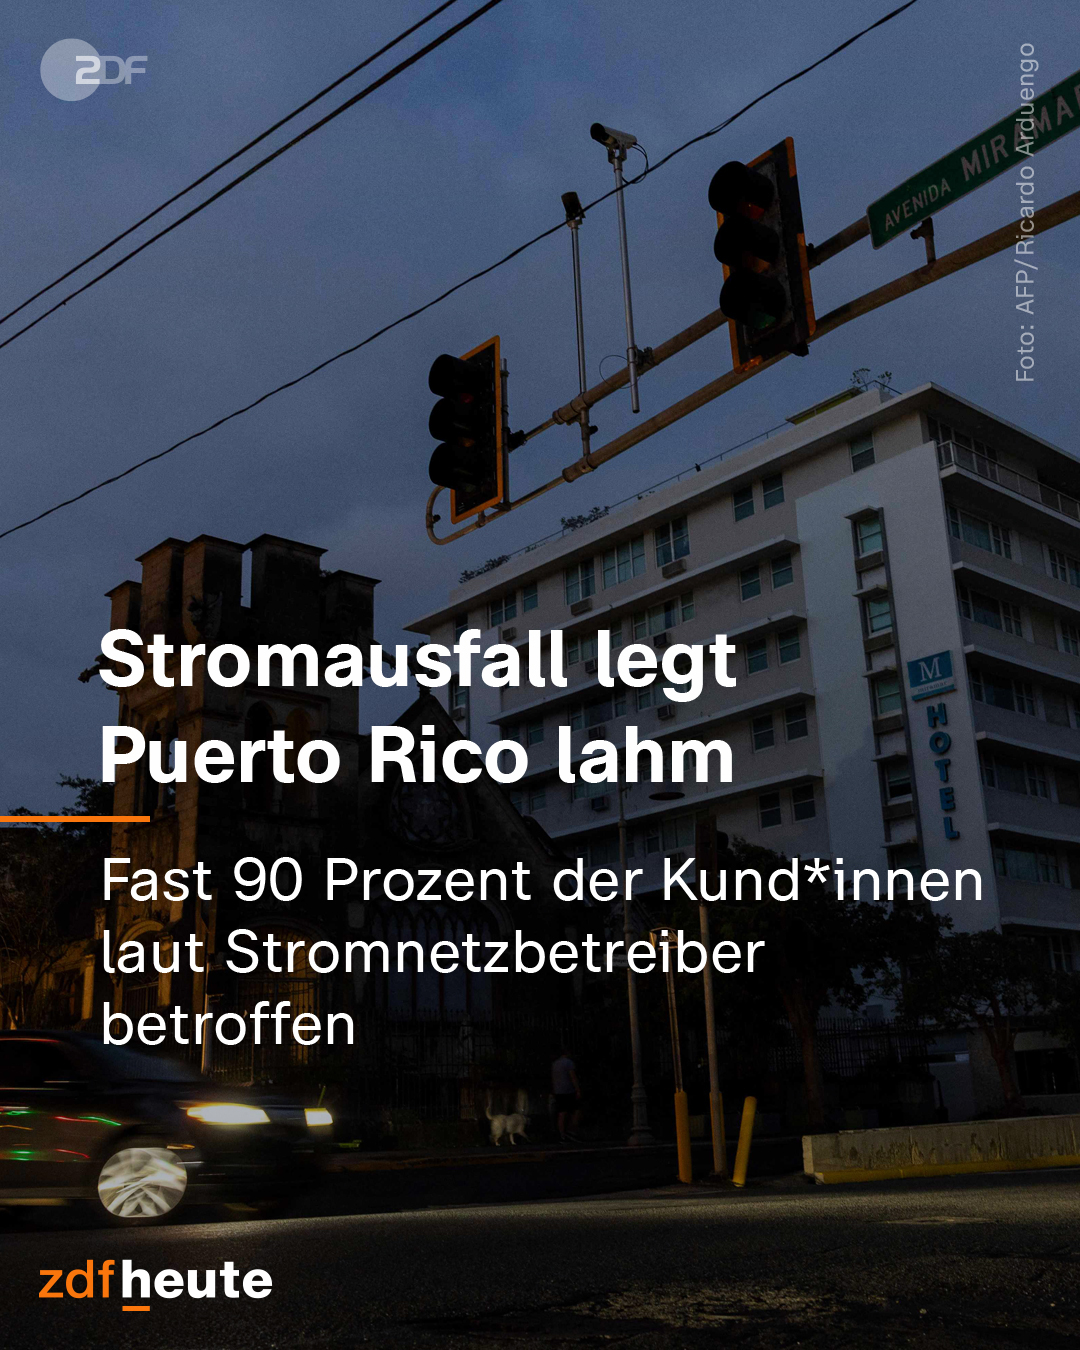 ZDF
Foto: AFP/Ricardo Arduengo
AVENIDA MIRAMAR
Stromausfall legt
Puerto Rico lahm
M
HOTEL
Fast 90 Prozent der Kund*innen
laut Stromnetzbetreiber
betroffen
zdfheute